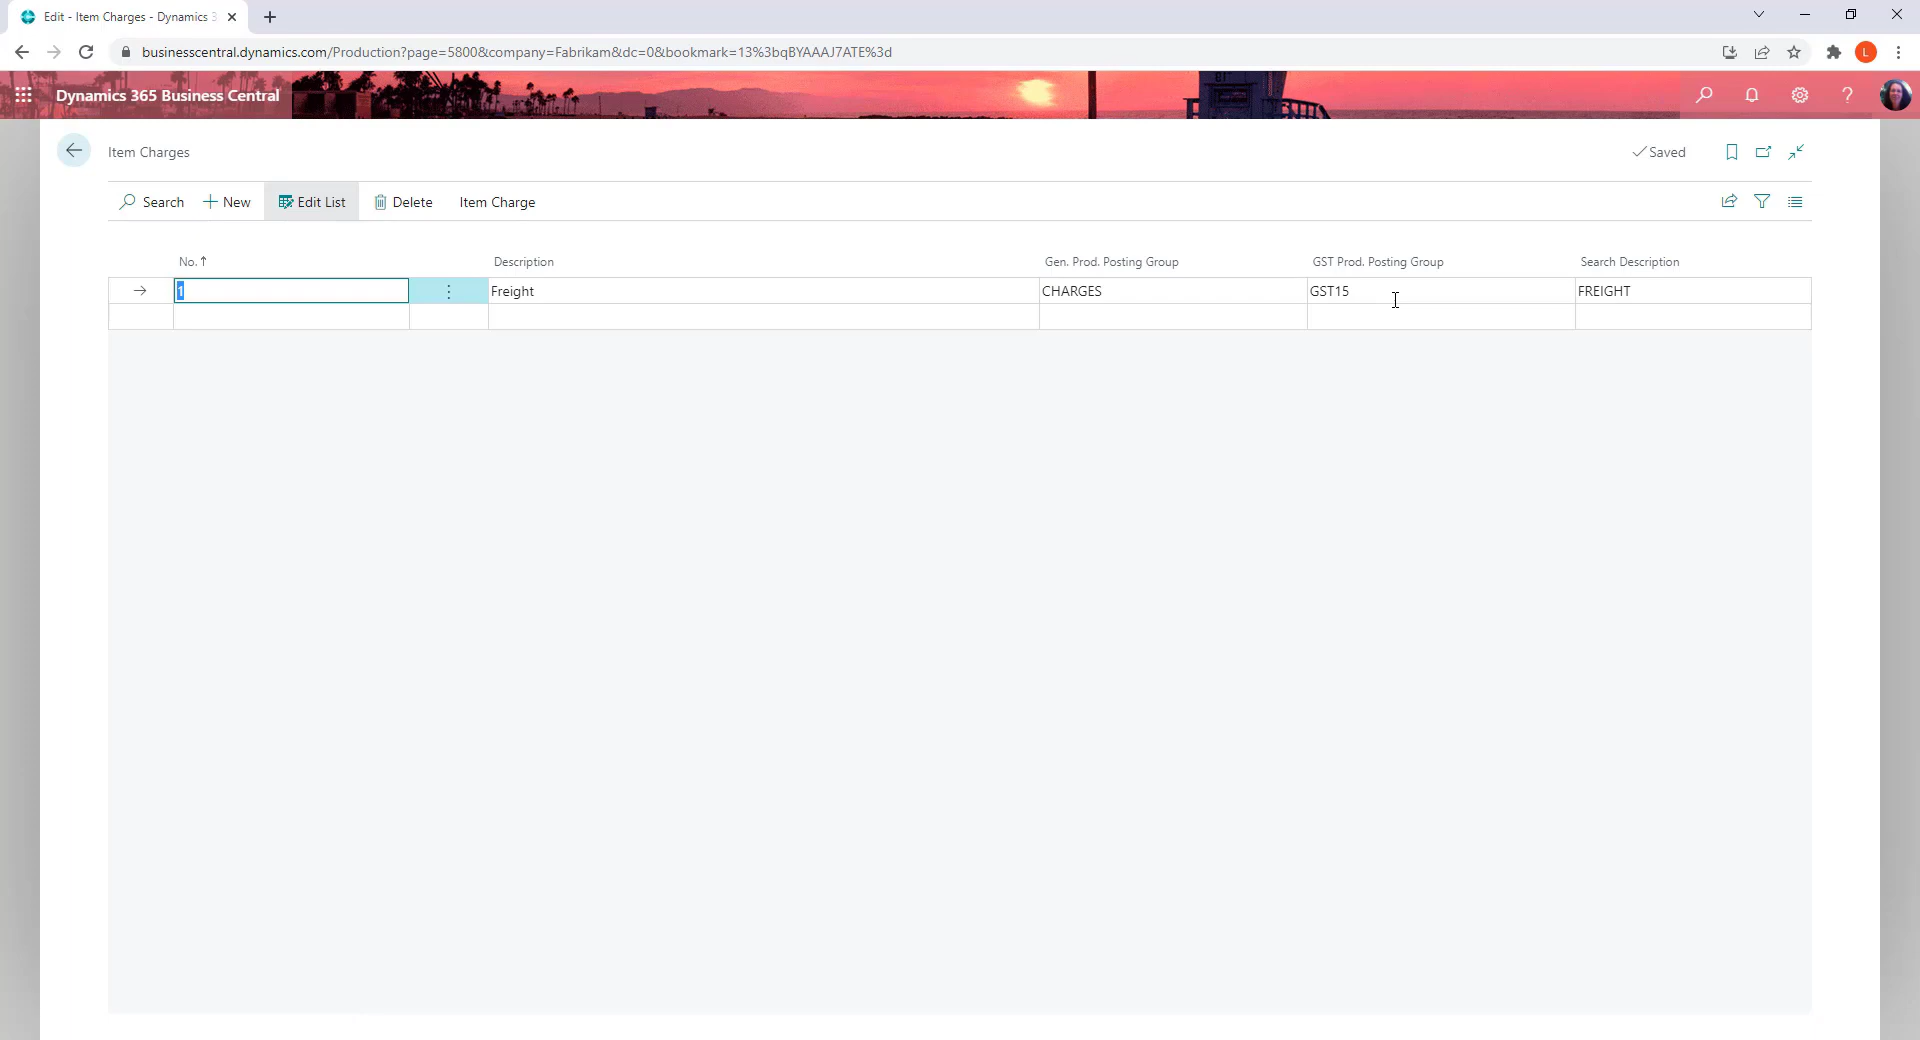 Edit - Item Charges - Dynamics 3
businesscentral.dynamics.com/Production?page=5800&company=Fabrikam&dc=0&bookmark=13%3bqBYAAAJ7ATE%3d
L
Dynamics 365 Business Central
Item Charges
Saved
Search
New
Edit List
Delete
Item Charge
No. ↑
Description
Gen. Prod. Posting Group
GST Prod. Posting Group
Search Description
1
Freight
CHARGES
GST15
FREIGHT